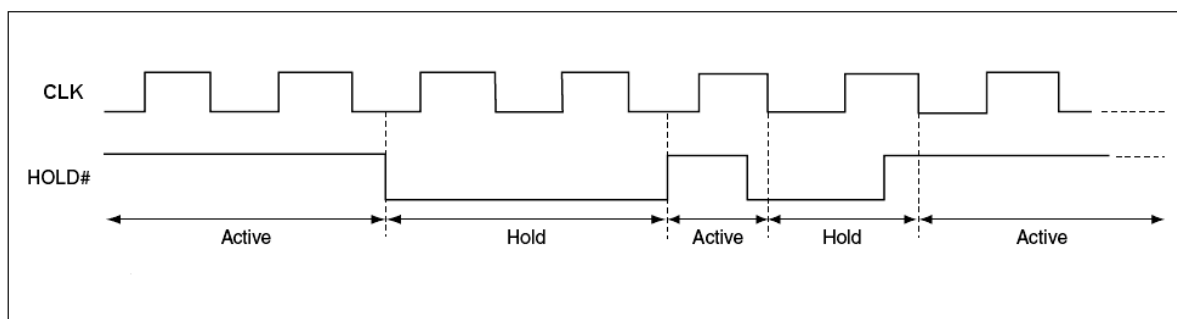 CLK
HOLD#
Active
Hold
Active
Hold
Active